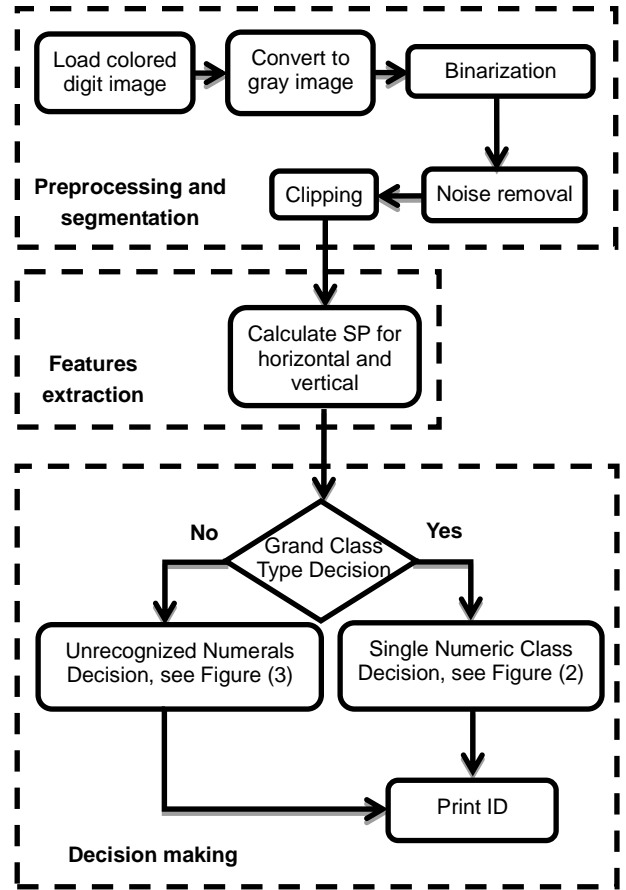 Load colored
digit image
Convert to
gray image
Binarization
Noise removal
Clipping
Preprocessing and
segmentation
Calculate SP for
horizontal and
vertical
Features
extraction
Grand Class
Type Decision
No
Yes
Unrecognized Numerals
Decision, see Figure (3)
Single Numeric Class
Decision, see Figure (2)
Print ID
Decision making